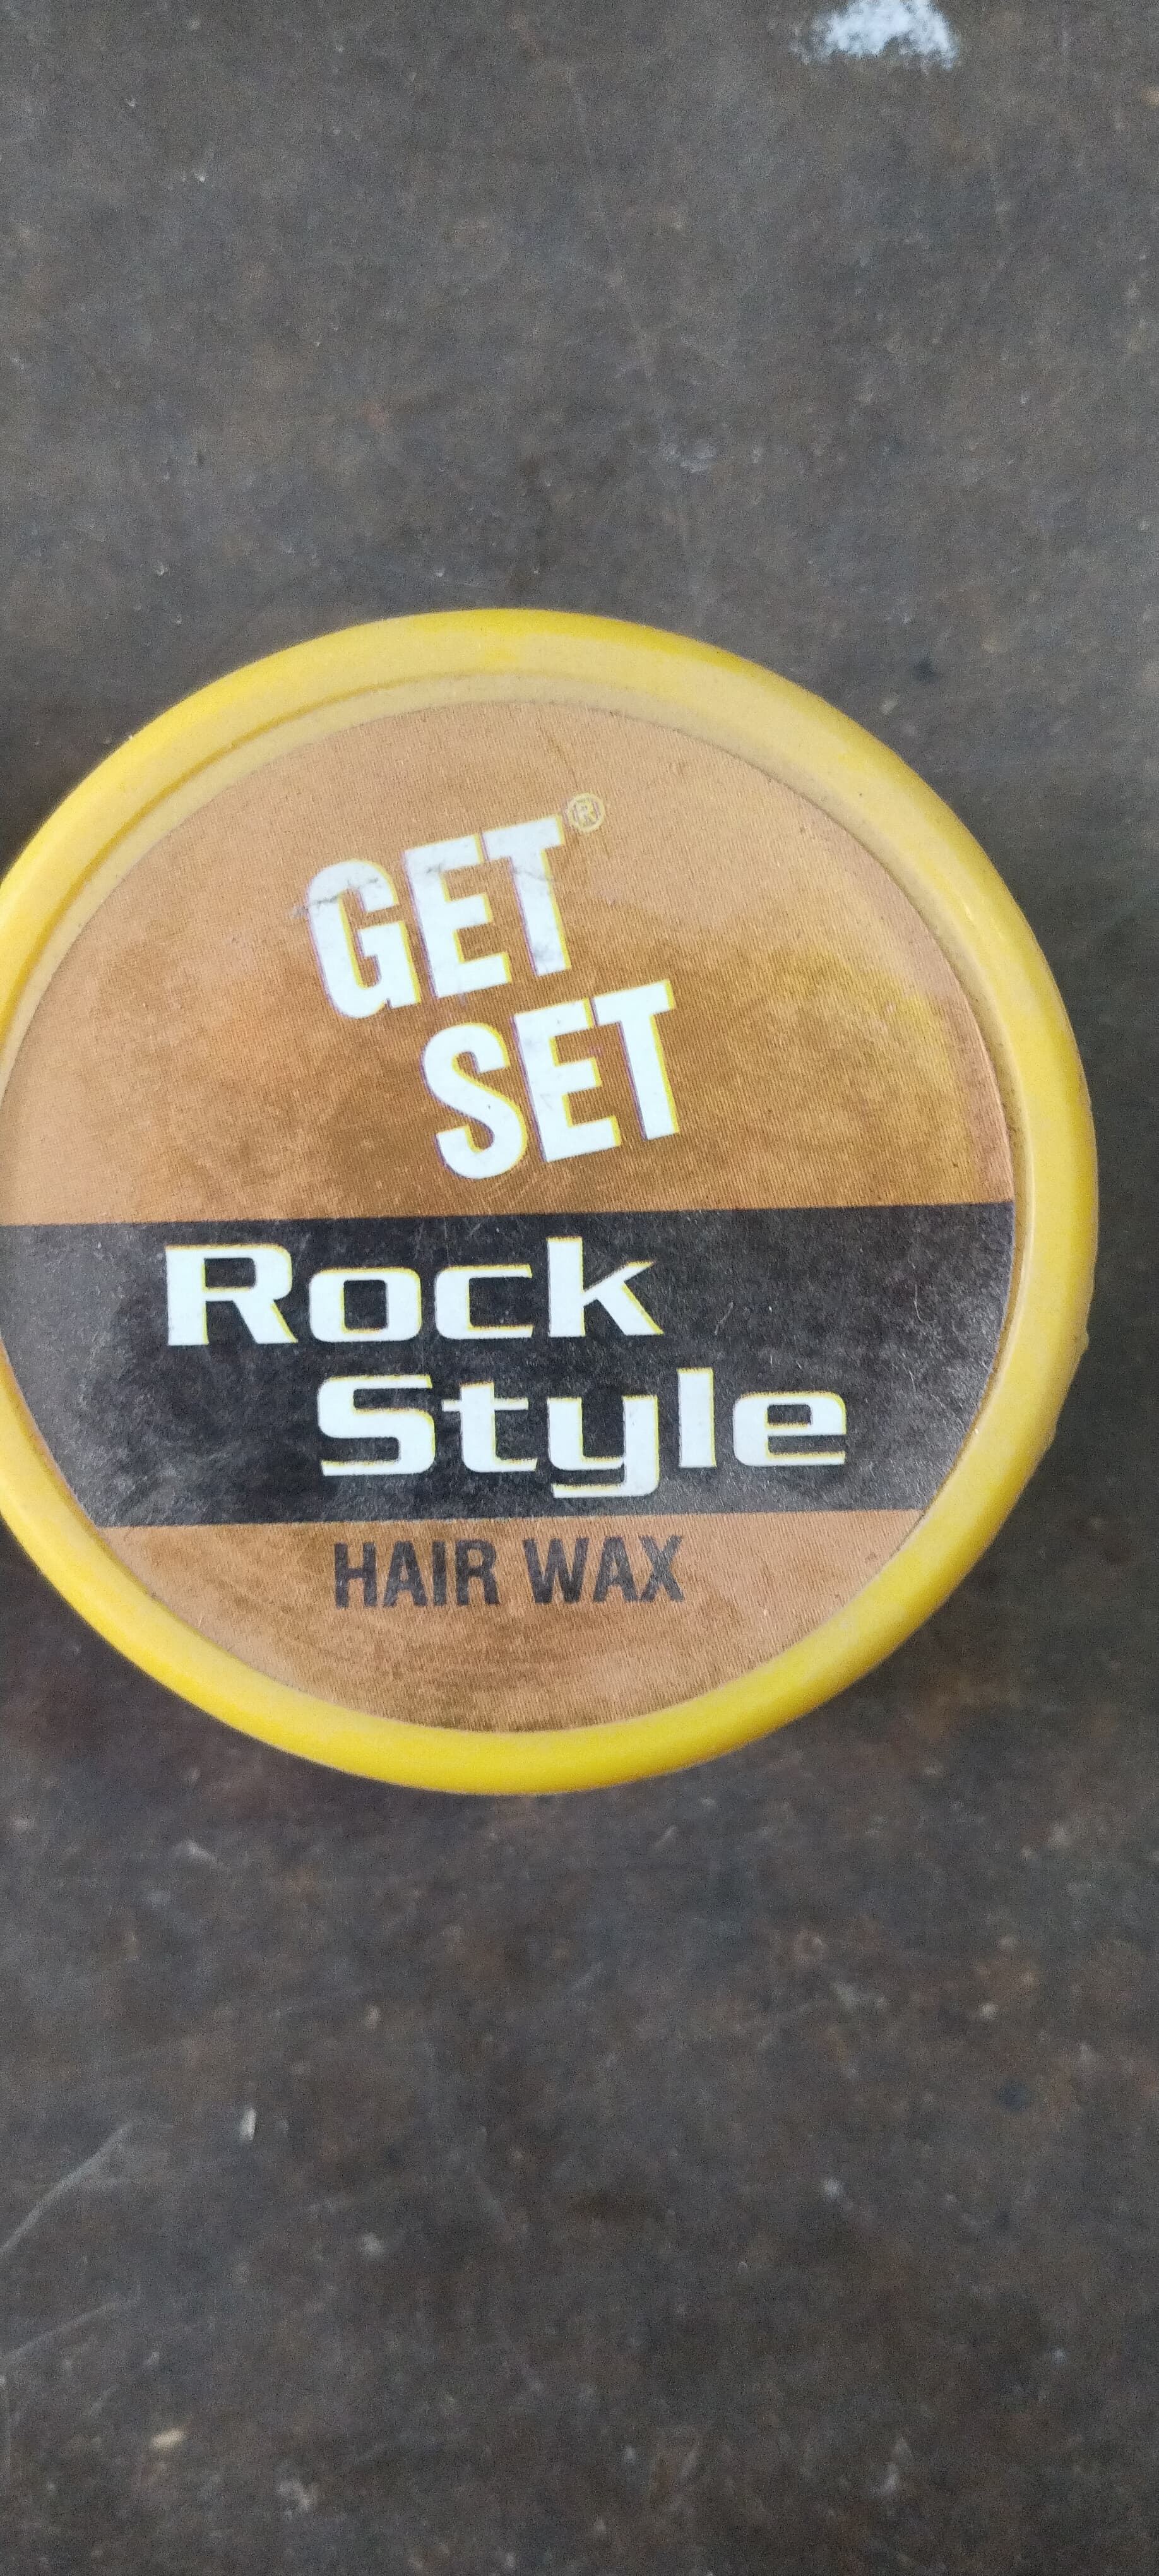 GET®
SET
Rock
Style
HAIR WAX